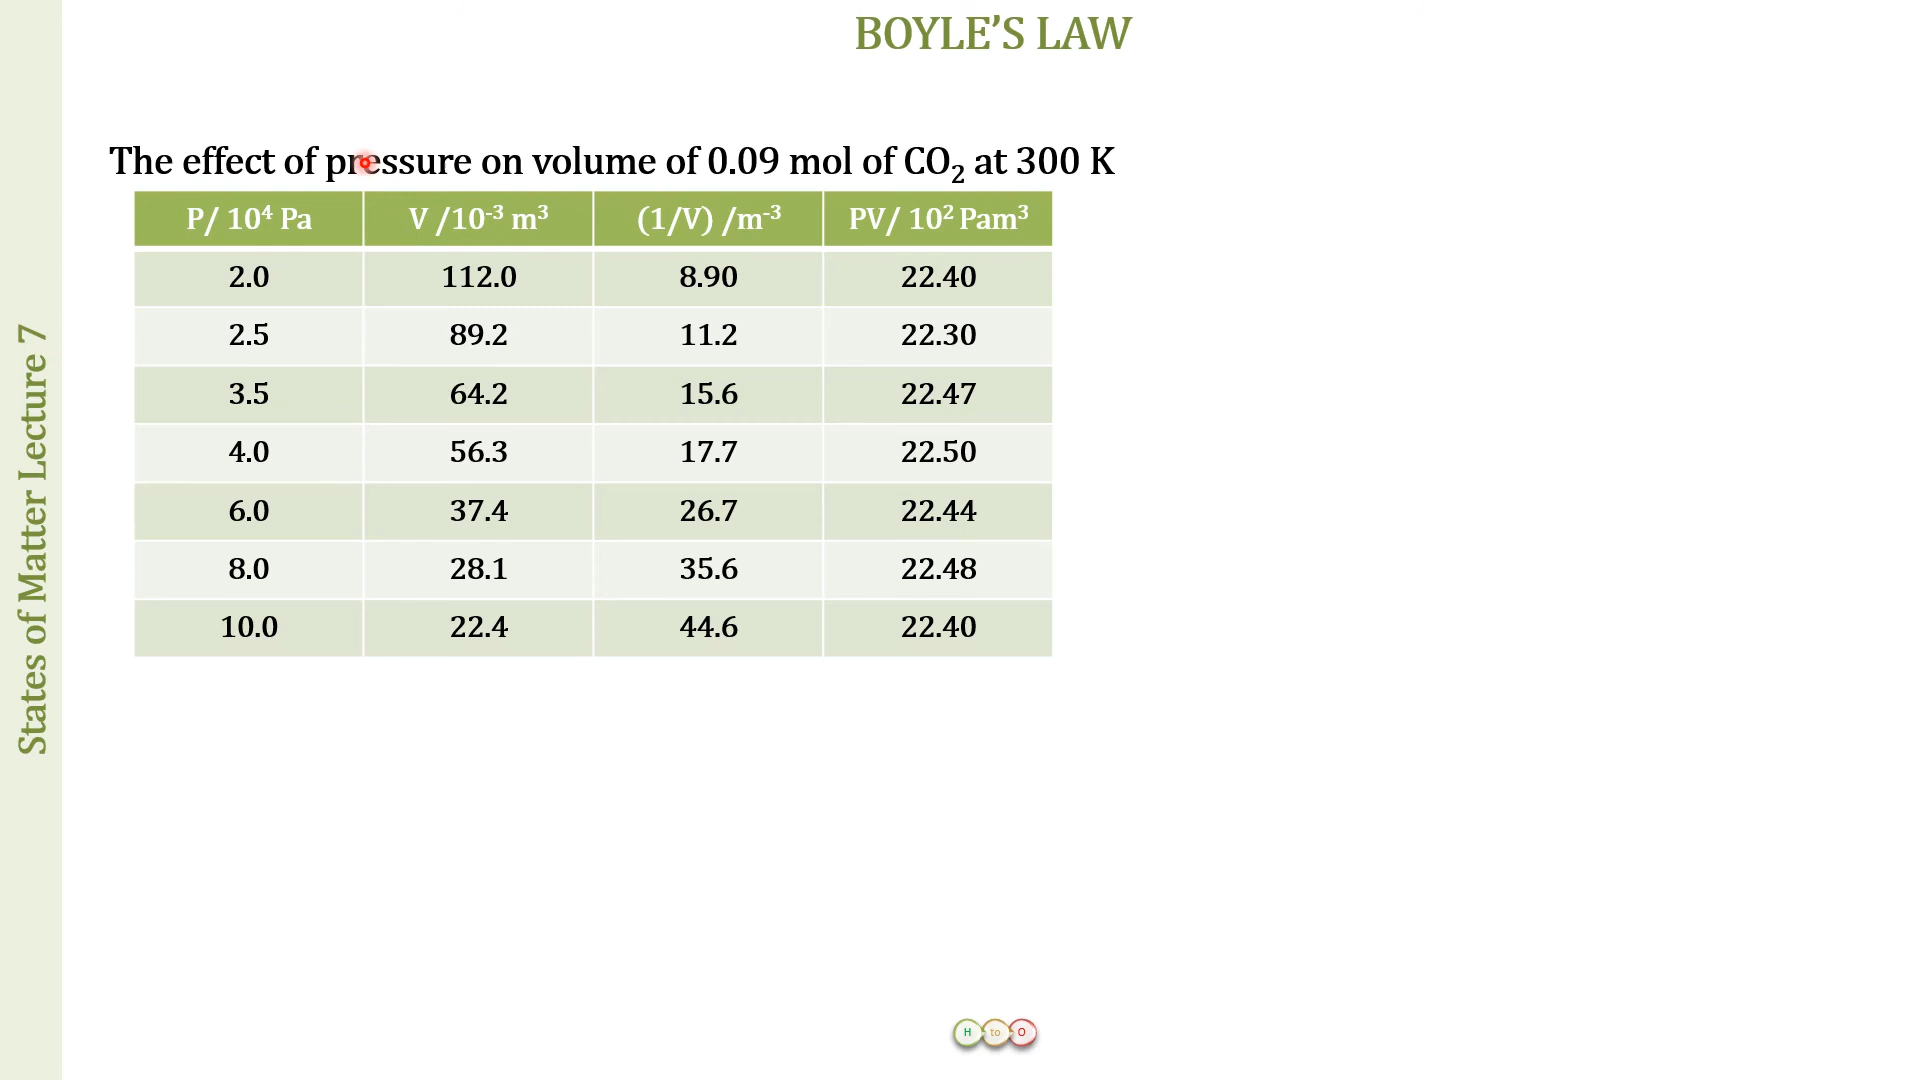 BOYLE’S LAW
The effect of pressure on volume of 0.09 mol of CO₂ at 300 K
P/ 10⁴ Pa V /10⁻³ m³ (1/V) /m⁻³ PV/ 10² Pam³
2.0 112.0 8.90 22.40
2.5 89.2 11.2 22.30
3.5 64.2 15.6 22.47
4.0 56.3 17.7 22.50
6.0 37.4 26.7 22.44
8.0 28.1 35.6 22.48
10.0 22.4 44.6 22.40
States of Matter Lecture 7
H to O